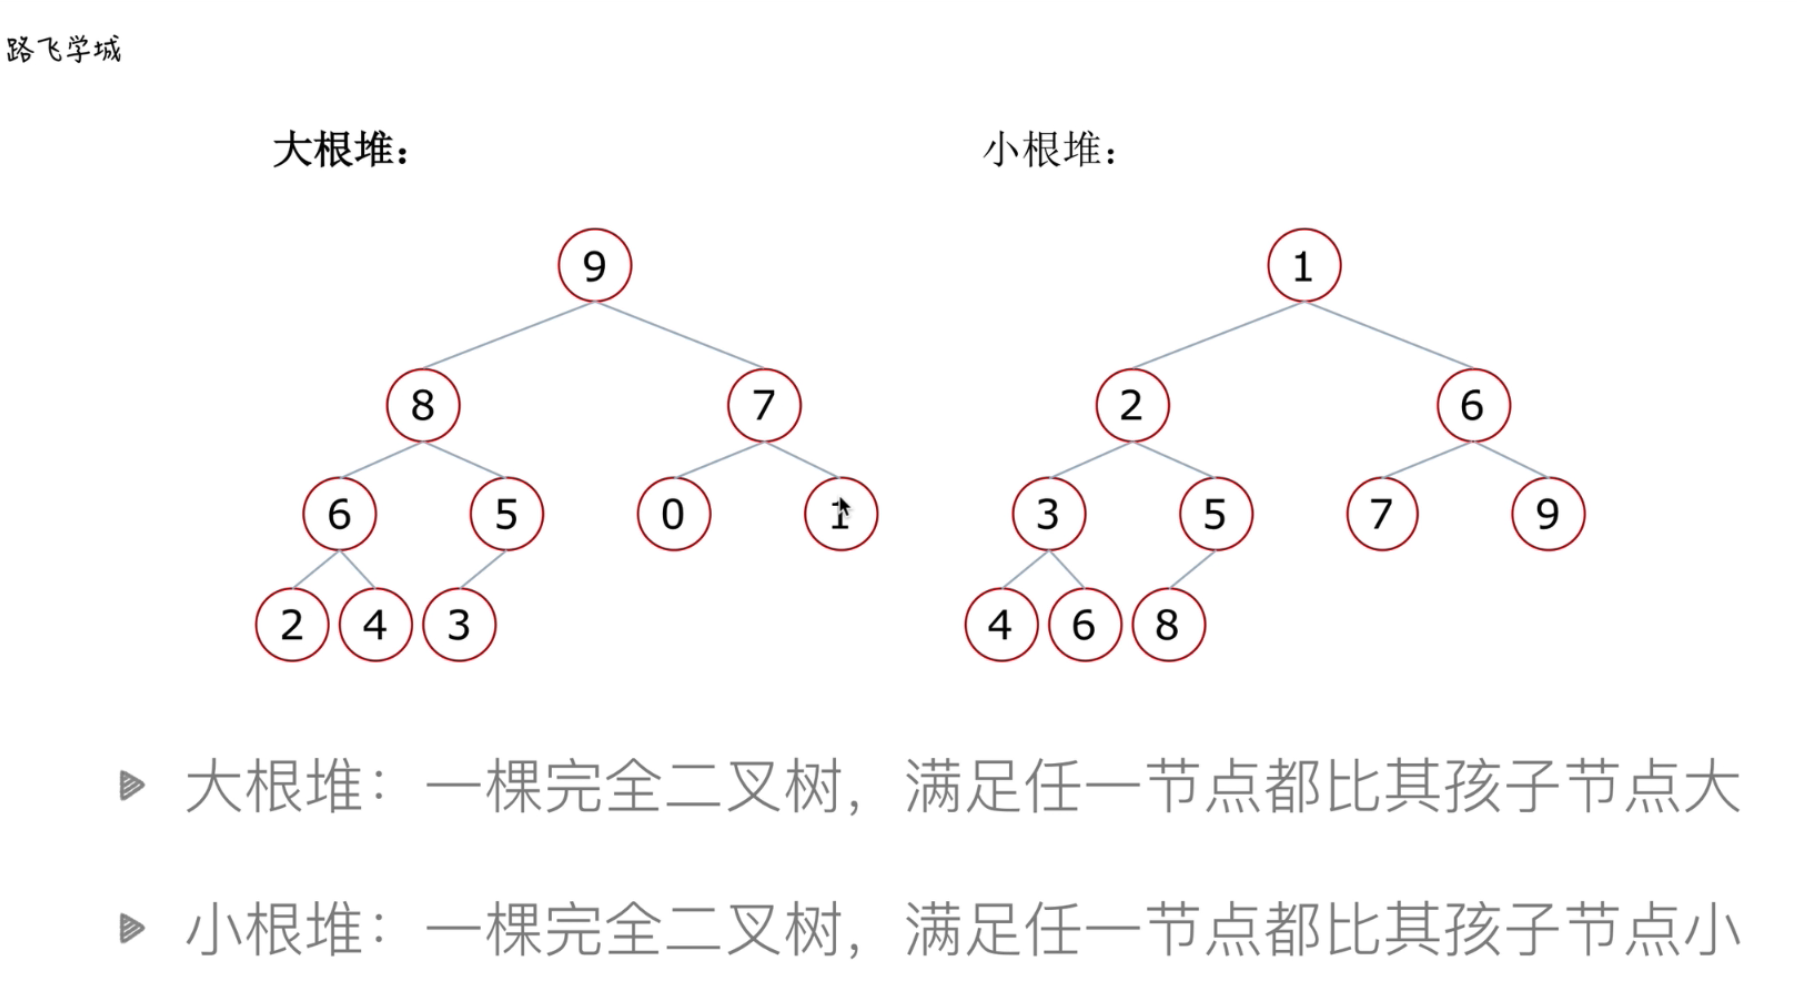 路飞学城
大根堆： 小根堆：
9 1
8 7 2 6
6 5 0 1 3 5 7 9
2 4 3 4 6 8
大根堆：一棵完全二叉树，满足任一节点都比其孩子节点大
小根堆：一棵完全二叉树，满足任一节点都比其孩子节点小